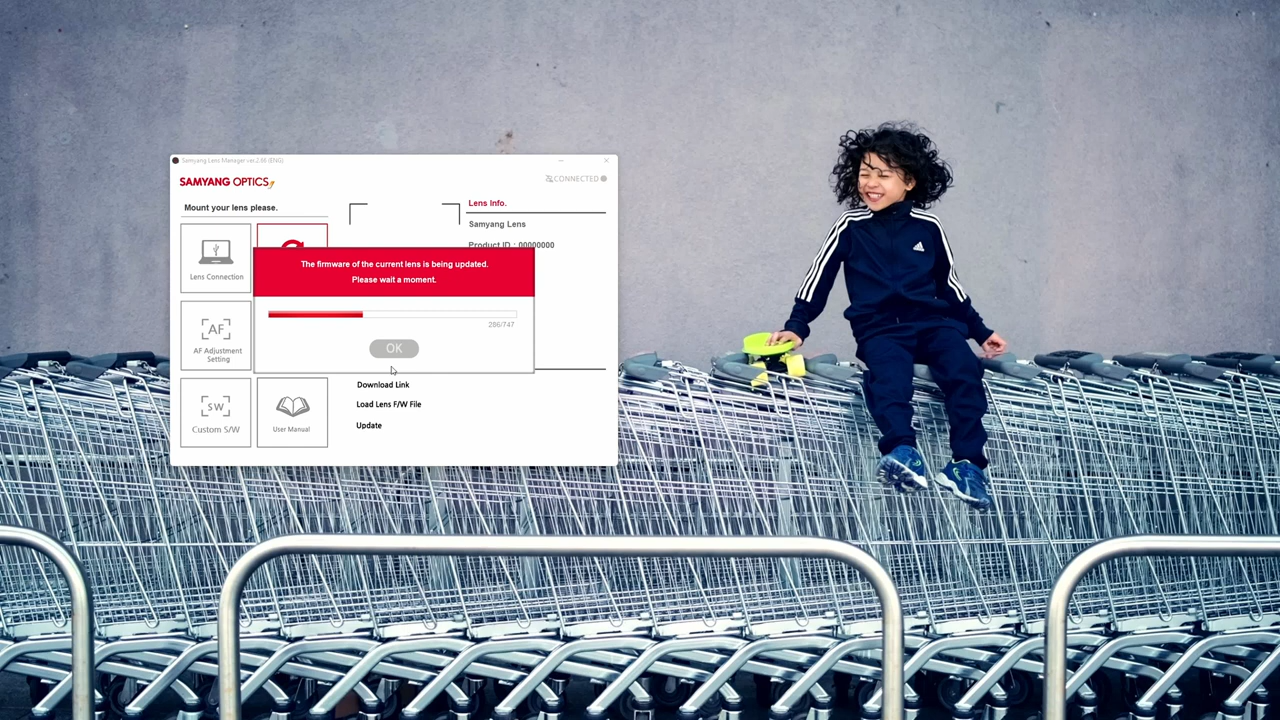 Samyang Lens Manager ver.2.86 (ENG)
SAMYANG OPTICS
CONNECTED
Mount your lens please.
Lens Info.
Samyang Lens
Product ID : 00000000
Lens Connection
The firmware of the current lens is being updated.
Please wait a moment.
286/747
OK
AF
AF Adjustment
Setting
Download Link
SW
Custom S/W
User Manual
Load Lens F/W File
Update
adidas